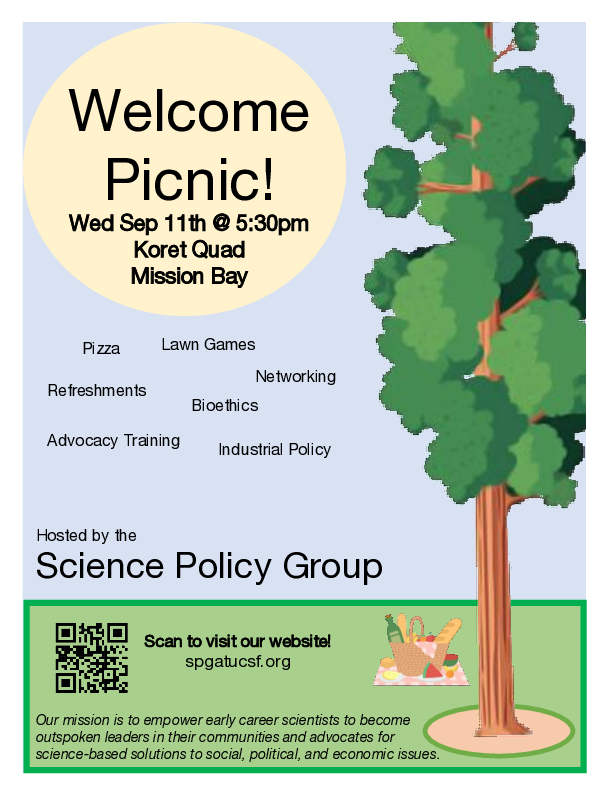 Welcome
Picnic!
Wed Sep 11th @ 5:30pm
Koret Quad
Mission Bay
Pizza
Lawn Games
Networking
Refreshments
Bioethics
Advocacy Training
Industrial Policy
Hosted by the
Science Policy Group
Scan to visit our website!
spgatucsf.org
Our mission is to empower early career scientists to become
outspoken leaders in their communities and advocates for
science-based solutions to social, political, and economic issues.